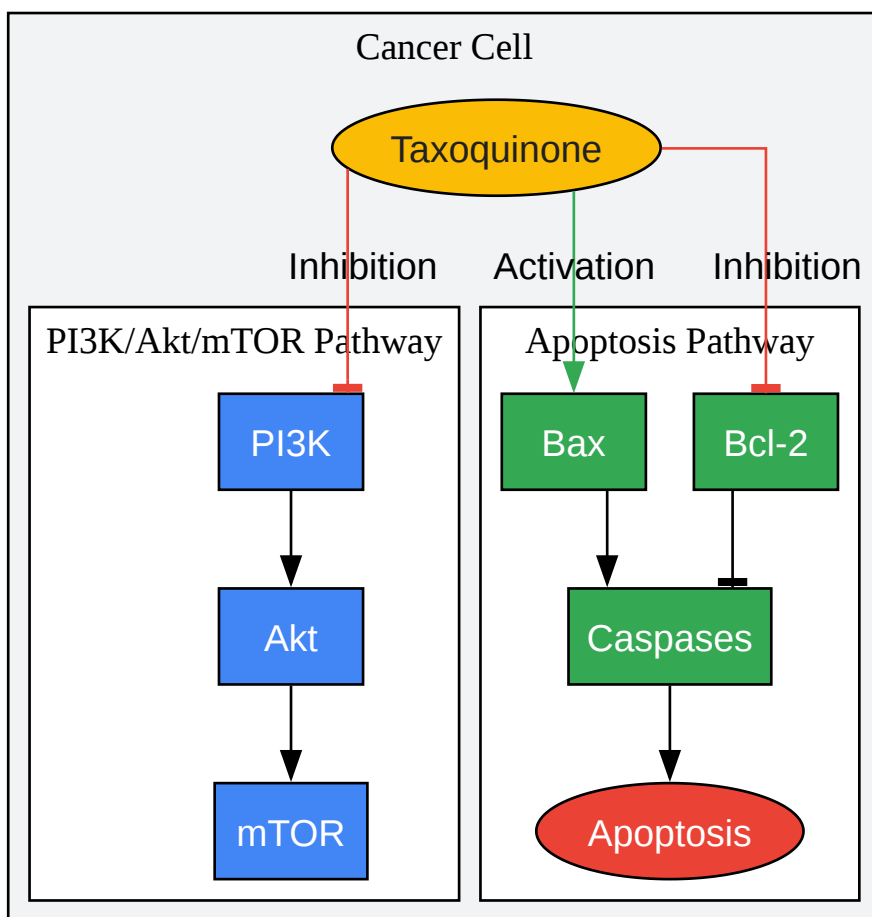 Cancer Cell
Taxoquinone
Inhibition
Activation
Inhibition
PI3K/Akt/mTOR Pathway
Apoptosis Pathway
PI3K
Bax
Bcl-2
Akt
Caspases
mTOR
Apoptosis